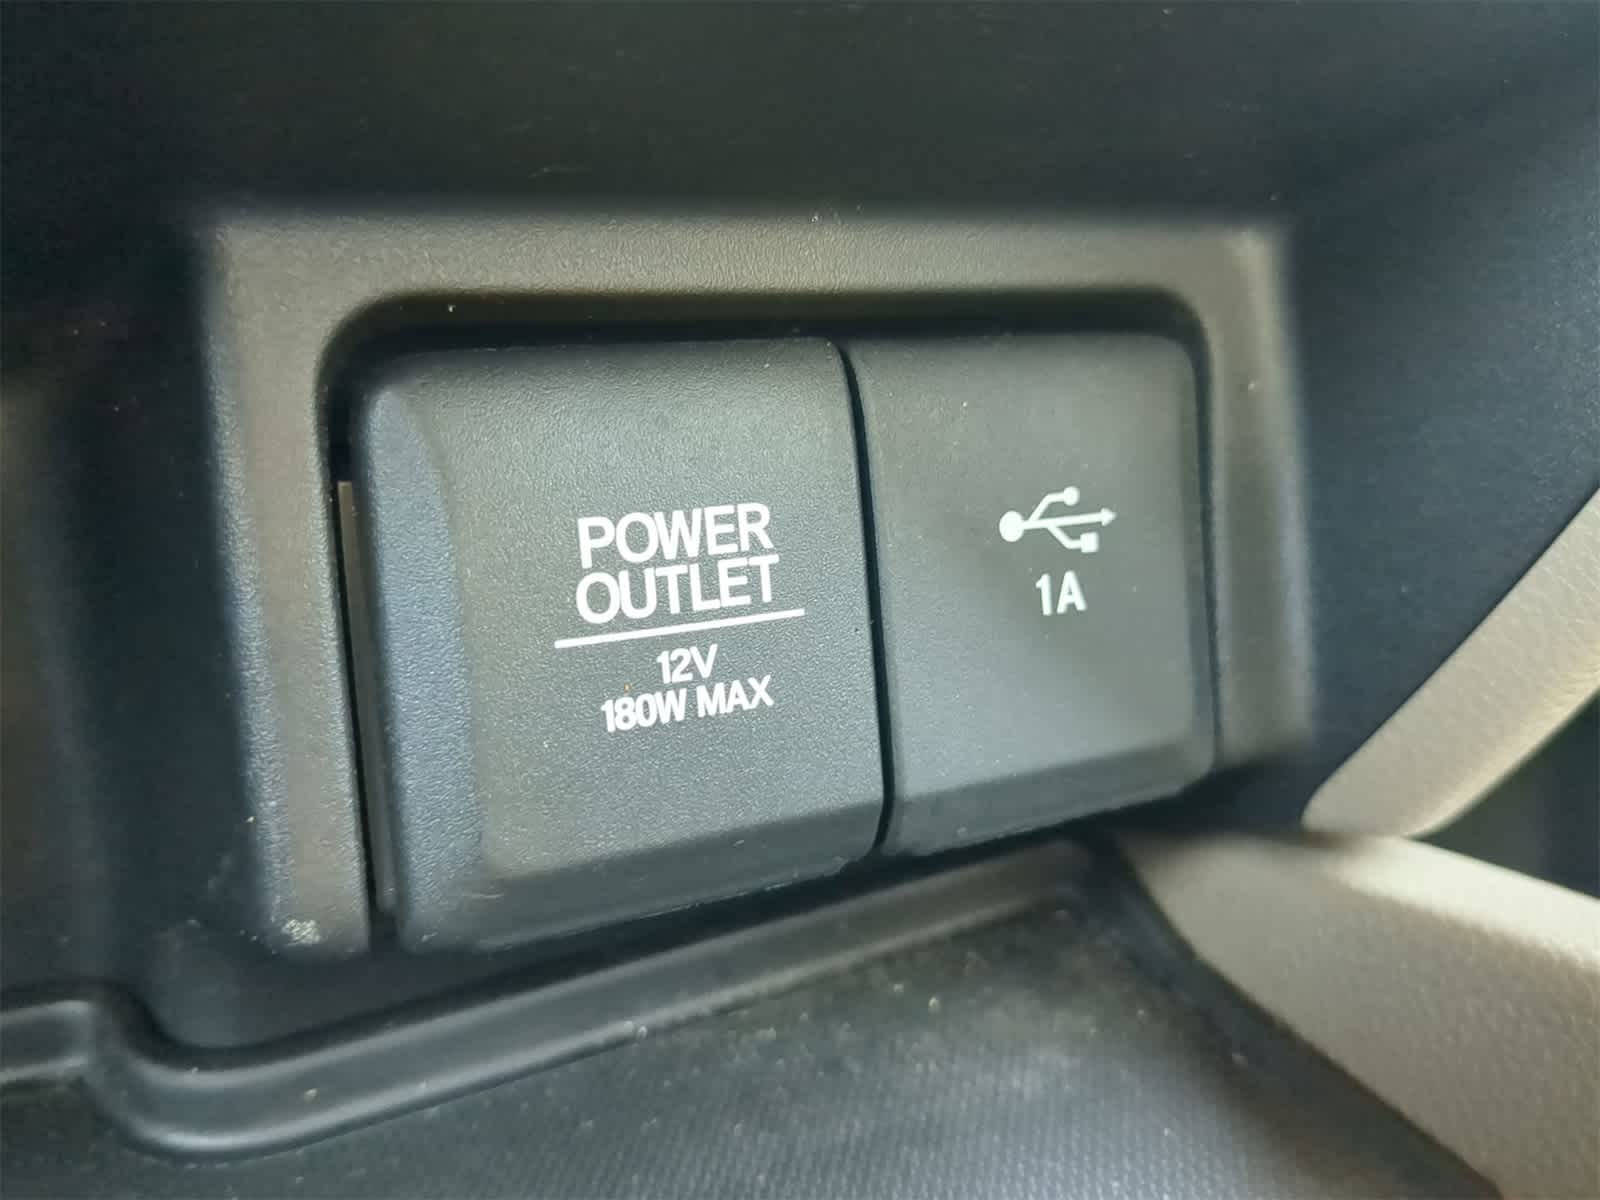 POWER
OUTLET
12V
180W MAX
1A